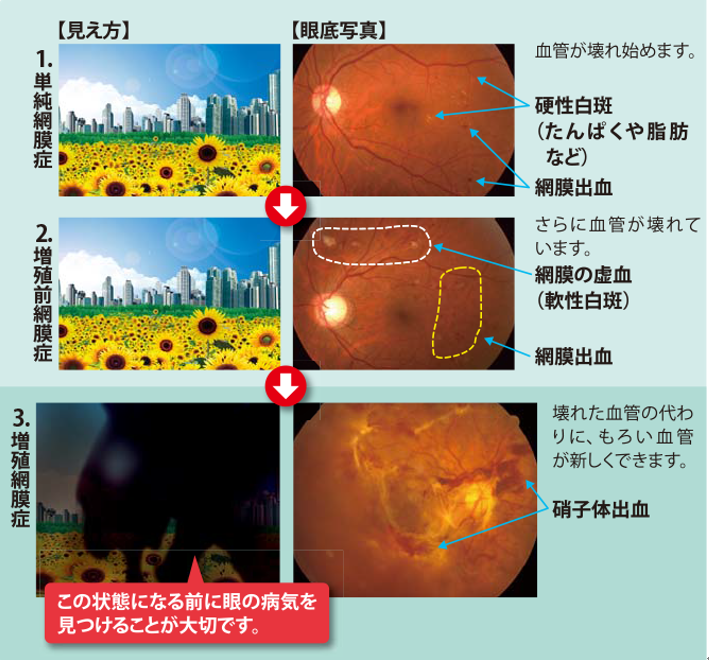 【見え方】
【眼底写真】
1.単純網膜症
血管が壊れ始めます。
硬性白斑
（たんぱくや脂肪
など）
網膜出血
2.増殖前網膜症
さらに血管が壊れて
います。
網膜の虚血
（軟性白斑）
網膜出血
3.増殖網膜症
壊れた血管の代わ
りに、もろい血管
が新しくできます。
硝子体出血
この状態になる前に眼の病気を
見つけることが大切です。